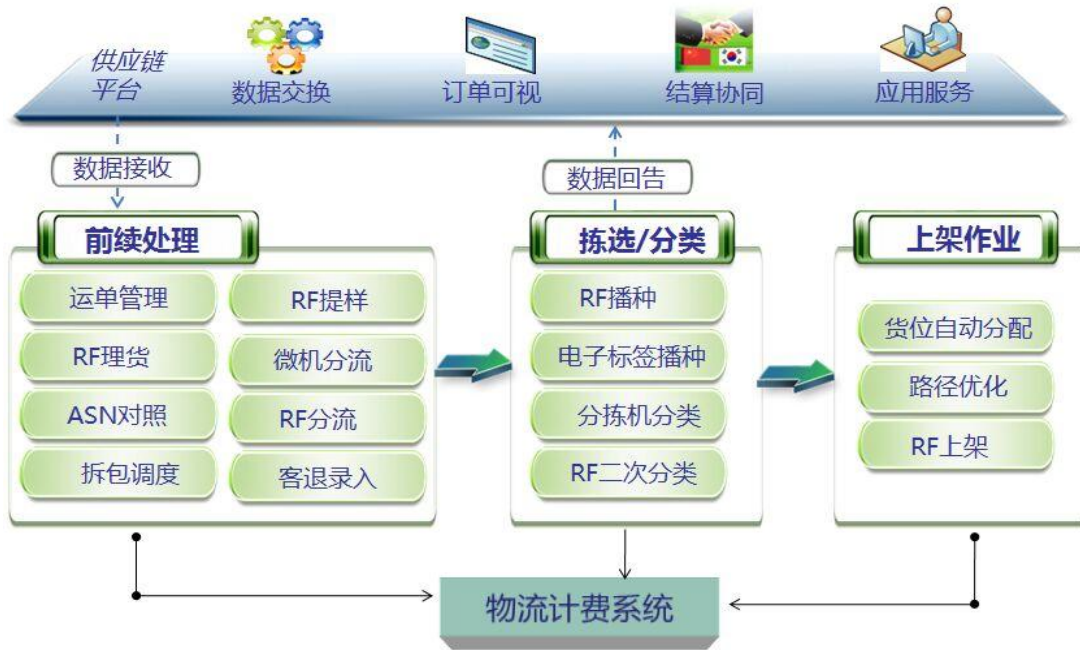 供应链
平台
数据交换
订单可视
结算协同
应用服务
数据接收
数据回告
前续处理
运单管理
RF提样
RF理货
微机分流
ASN对照
RF分流
拆包调度
客退录入
拣选/分类
RF播种
电子标签播种
分拣机分类
RF二次分类
上架作业
货位自动分配
路径优化
RF上架
物流计费系统